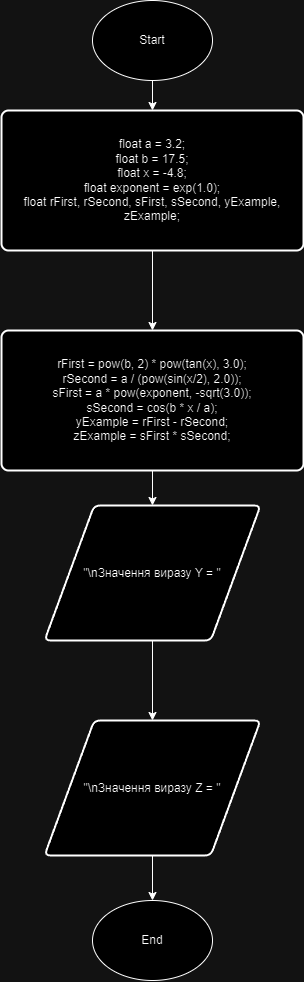 Start
float a = 3.2;
float b = 17.5;
float x = -4.8;
float exponent = exp(1.0);
float rFirst, rSecond, sFirst, sSecond, yExample,
zExample;
rFirst = pow(b, 2) * pow(tan(x), 3.0);
rSecond = a / (pow(sin(x/2), 2.0));
sFirst = a * pow(exponent, -sqrt(3.0));
sSecond = cos(b * x / a);
yExample = rFirst - rSecond;
zExample = sFirst * sSecond;
"\nЗначення виразу Y = "
"\nЗначення виразу Z = "
End